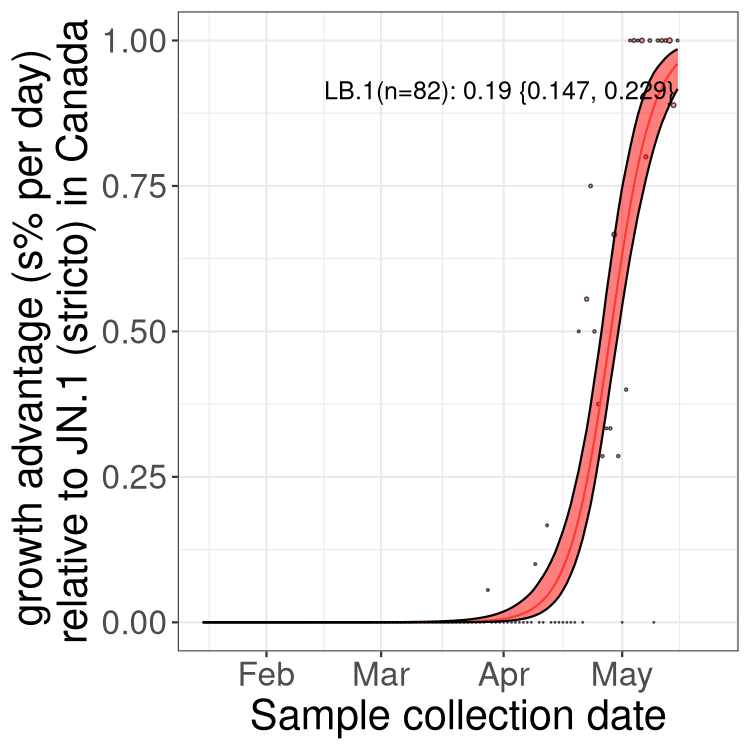 growth advantage (s% per day)
relative to JN.1 (stricto) in Canada
1.00
0.75
0.50
0.25
0.00
LB.1(n=82): 0.19 {0.147, 0.229}
Feb Mar Apr May
Sample collection date